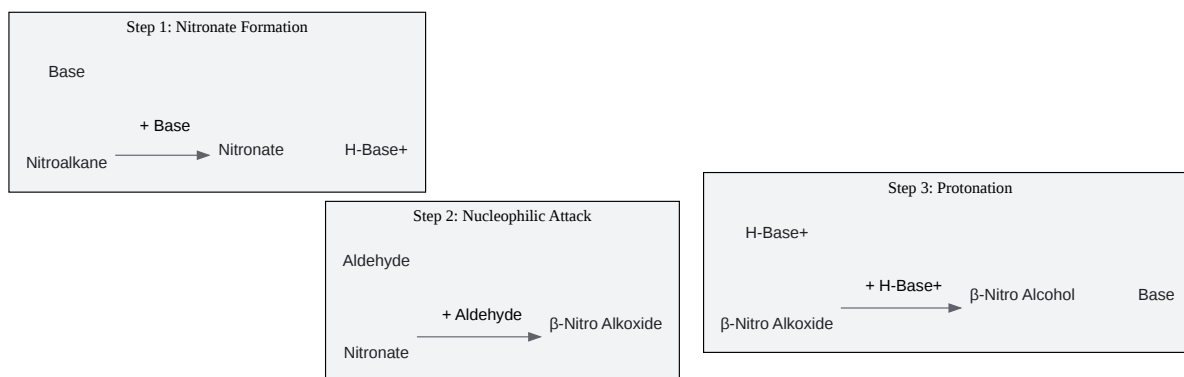 Step 1: Nitronate Formation
Base
+ Base
Nitroalkane
Nitronate
H-Base+
Step 2: Nucleophilic Attack
Aldehyde
+ Aldehyde
Nitronate
β-Nitro Alkoxide
Step 3: Protonation
H-Base+
+ H-Base+
β-Nitro Alkoxide
β-Nitro Alcohol
Base